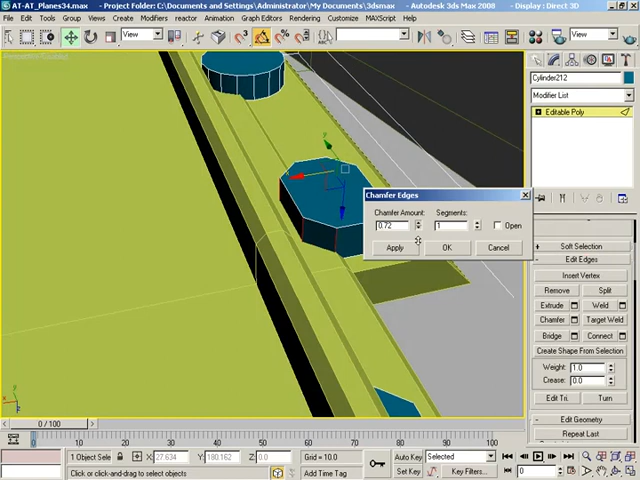 AT-AT_Planes34.max - Project Folder: C:\Documents and Settings\Administrator\My Documents\3dsmax - Autodesk 3ds Max 2008 - Display : Direct 3D
File Edit Tools Group Views Create Modifiers reactor Animation Graph Editors Rendering Customize MAXScript Help
View
View
Cylinder212
Modifier List
Editable Poly
Chamfer Edges
Chamfer Amount: Segments:
0.72 1 Open
Apply OK Cancel
Soft Selection
Edit Edges
Insert Vertex
Remove Split
Extrude Weld
Chamfer Target Weld
Bridge Connect
Create Shape From Selection
Weight: 1.0
Crease: 0.0
Edit Tri. Turn
Edit Geometry
Repeat Last
0 / 100
0 10 20 30 40 50 60 70 80 90 100
1 Object Sele X: 27.634 Y: 180.162 Z: 0.0 Grid = 10.0 Auto Key Selected
Click or click-and-drag to select objects Add Time Tag Set Key Key Filters... 0